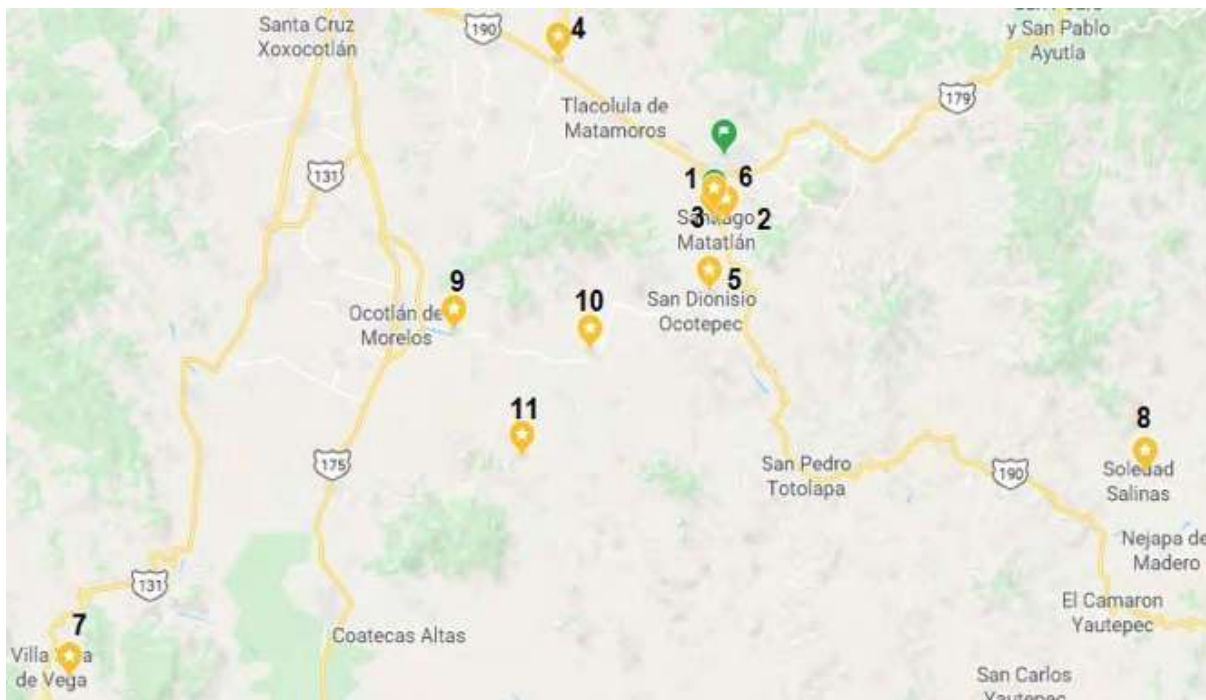 Santa Cruz
Xoxocotlán
190
4
y San Pablo
Ayutla
179
Tlacolula de
Matamoros
131
1
6
3
2
Matatlán
5
San Dionisio
Ocotepec
9
Ocotlán de
Morelos
10
11
8
175
San Pedro
Totolapa
190
Soledad
Salinas
Nejapa de
Madero
131
7
Villa
de Vega
El Camaron
Yautepec
Coatecas Altas
San Carlos
Yautepec